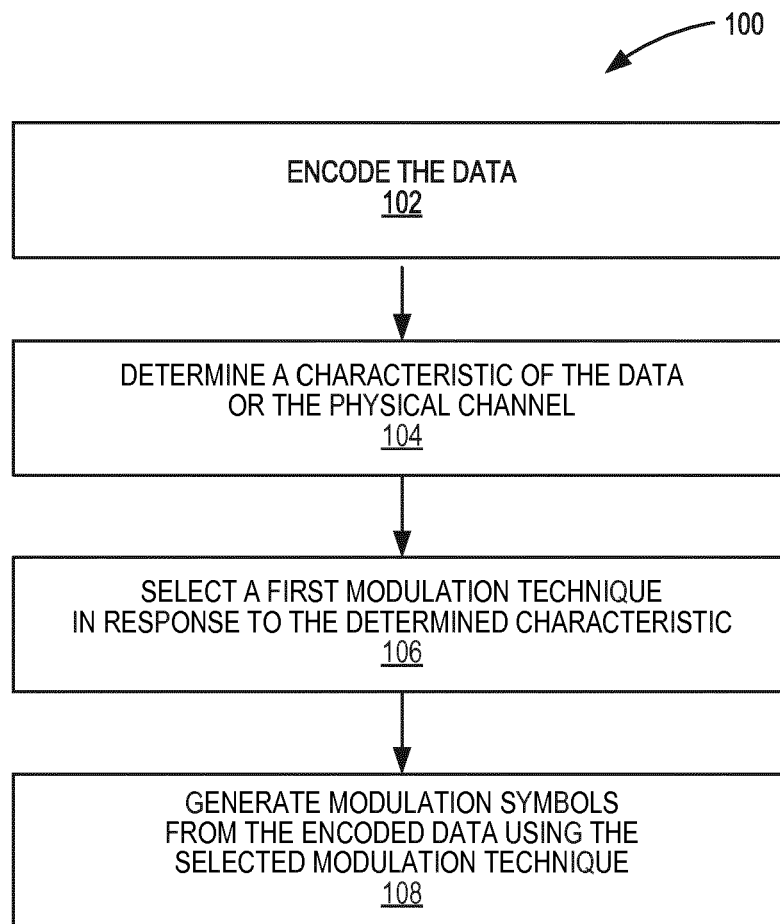 100
ENCODE THE DATA
102
DETERMINE A CHARACTERISTIC OF THE DATA
OR THE PHYSICAL CHANNEL
104
SELECT A FIRST MODULATION TECHNIQUE
IN RESPONSE TO THE DETERMINED CHARACTERISTIC
106
GENERATE MODULATION SYMBOLS
FROM THE ENCODED DATA USING THE
SELECTED MODULATION TECHNIQUE
108